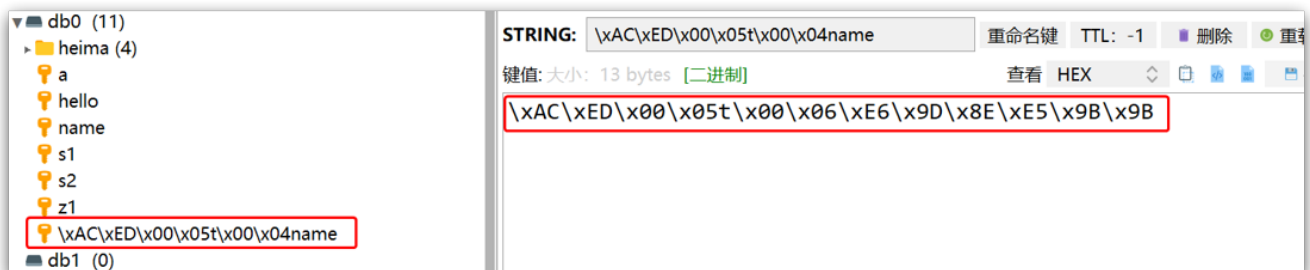 db0 (11)
heima (4)
a
hello
name
s1
s2
z1
\xAC\xED\x00\x05t\x00\x04name
db1 (0)
STRING: \xAC\xED\x00\x05t\x00\x04name 重命名键 TTL: -1 删除
键值: 大小: 13 bytes [二进制] 查看 HEX
\xAC\xED\x00\x05t\x00\x06\xE6\x9D\x8E\xE5\x9B\x9B